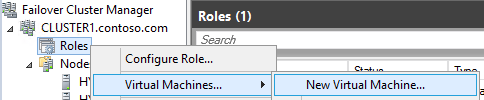 Failover Cluster Manager
CLUSTER1.contoso.com
Roles
Node
Roles (1)
Search
Configure Role...
Virtual Machines...
New Virtual Machine...
Status
Type